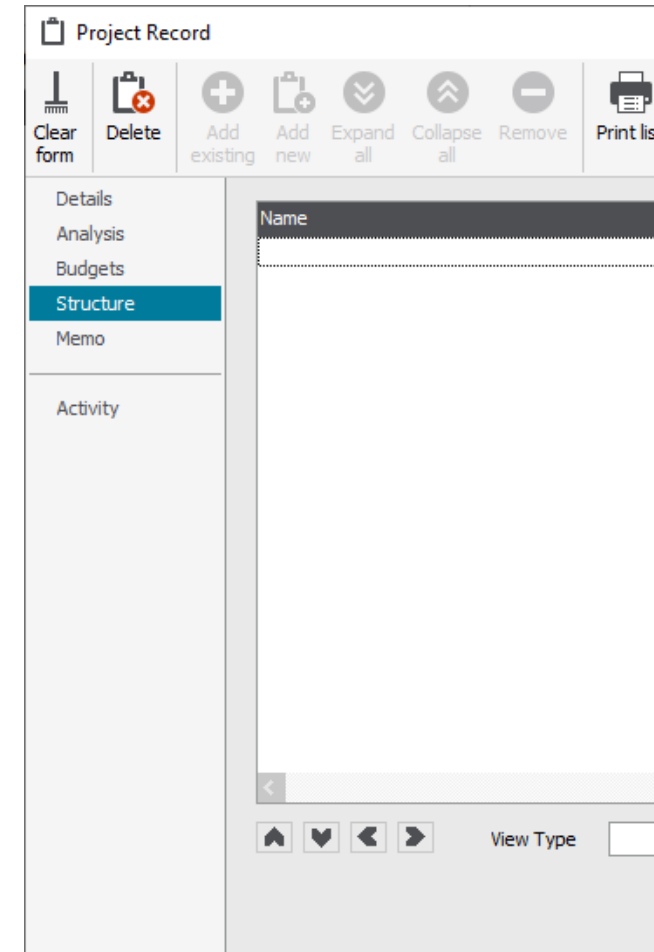 Project Record
Clear form
Delete
Add existing
Add new
Expand all
Collapse all
Remove
Print lis
Details
Analysis
Budgets
Structure
Memo
Activity
Name
View Type